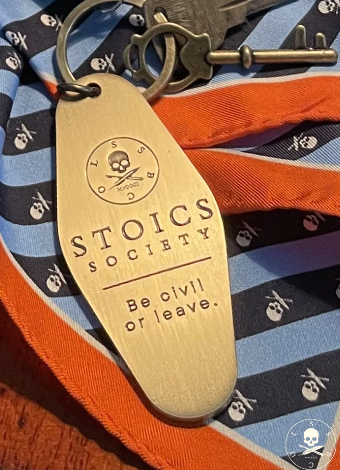 STOICS
SOCIETY
Be civil
or leave.